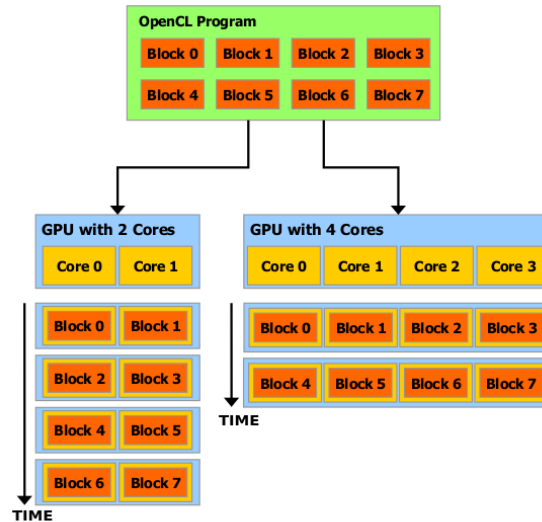 OpenCL Program
Block 0 Block 1 Block 2 Block 3
Block 4 Block 5 Block 6 Block 7
GPU with 2 Cores
Core 0 Core 1
Block 0 Block 1
Block 2 Block 3
Block 4 Block 5
Block 6 Block 7
TIME
GPU with 4 Cores
Core 0 Core 1 Core 2 Core 3
Block 0 Block 1 Block 2 Block 3
Block 4 Block 5 Block 6 Block 7
TIME